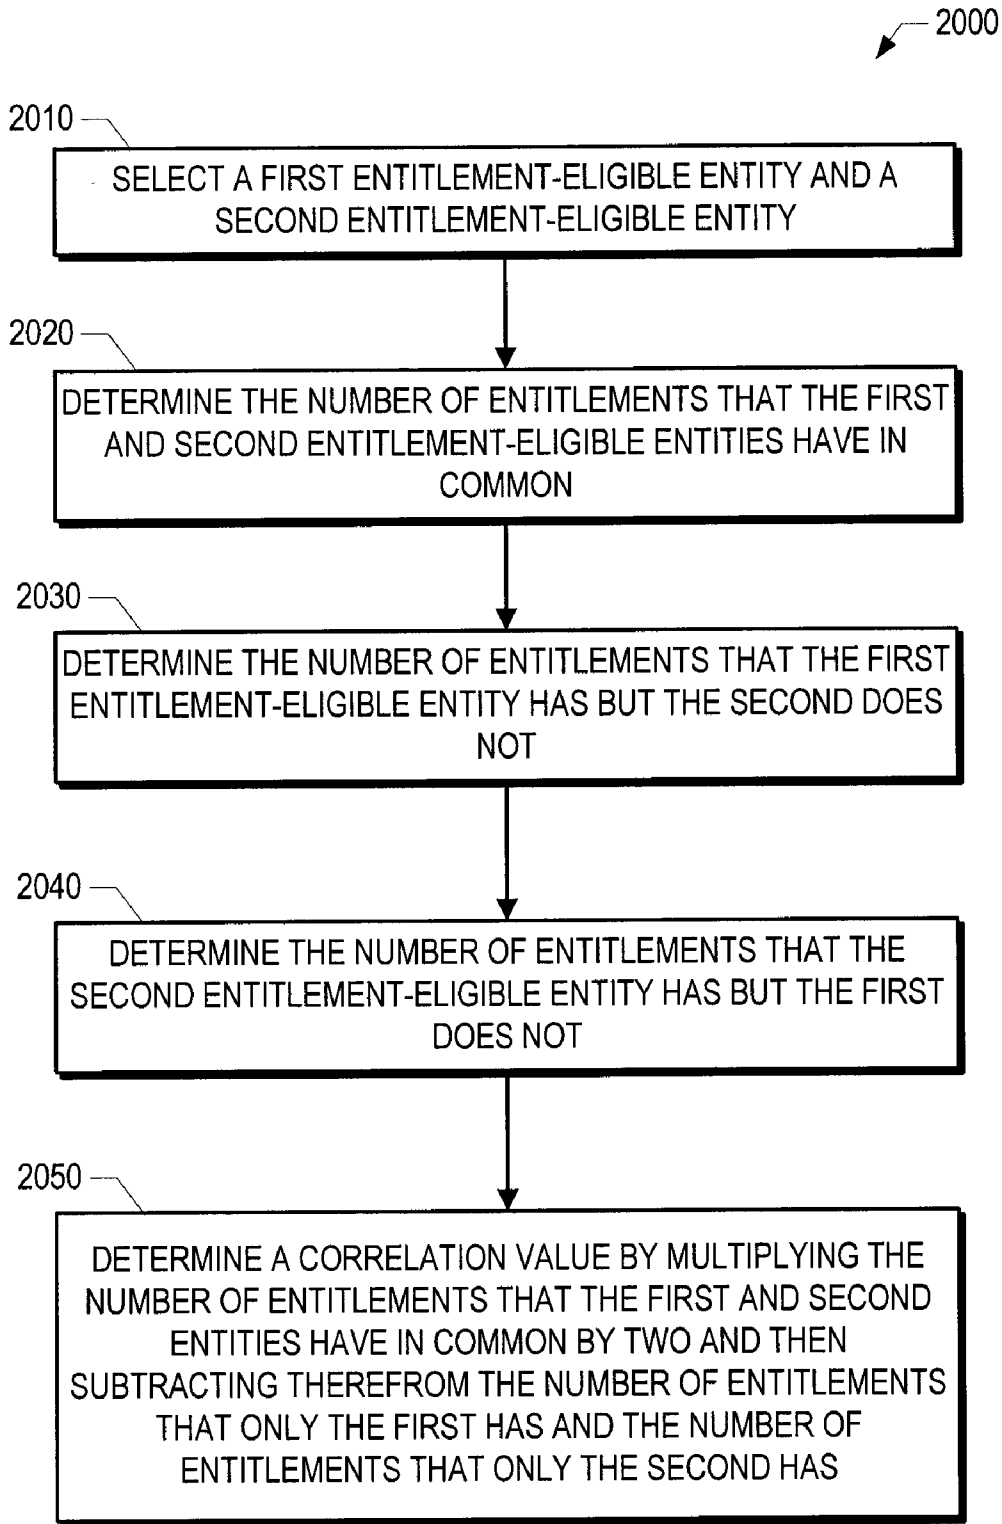 2000
2010
SELECT A FIRST ENTITLEMENT-ELIGIBLE ENTITY AND A
SECOND ENTITLEMENT-ELIGIBLE ENTITY
2020
DETERMINE THE NUMBER OF ENTITLEMENTS THAT THE FIRST
AND SECOND ENTITLEMENT-ELIGIBLE ENTITIES HAVE IN
COMMON
2030
DETERMINE THE NUMBER OF ENTITLEMENTS THAT THE FIRST
ENTITLEMENT-ELIGIBLE ENTITY HAS BUT THE SECOND DOES
NOT
2040
DETERMINE THE NUMBER OF ENTITLEMENTS THAT THE
SECOND ENTITLEMENT-ELIGIBLE ENTITY HAS BUT THE FIRST
DOES NOT
2050
DETERMINE A CORRELATION VALUE BY MULTIPLYING THE
NUMBER OF ENTITLEMENTS THAT THE FIRST AND SECOND
ENTITIES HAVE IN COMMON BY TWO AND THEN
SUBTRACTING THEREFROM THE NUMBER OF ENTITLEMENTS
THAT ONLY THE FIRST HAS AND THE NUMBER OF
ENTITLEMENTS THAT ONLY THE SECOND HAS